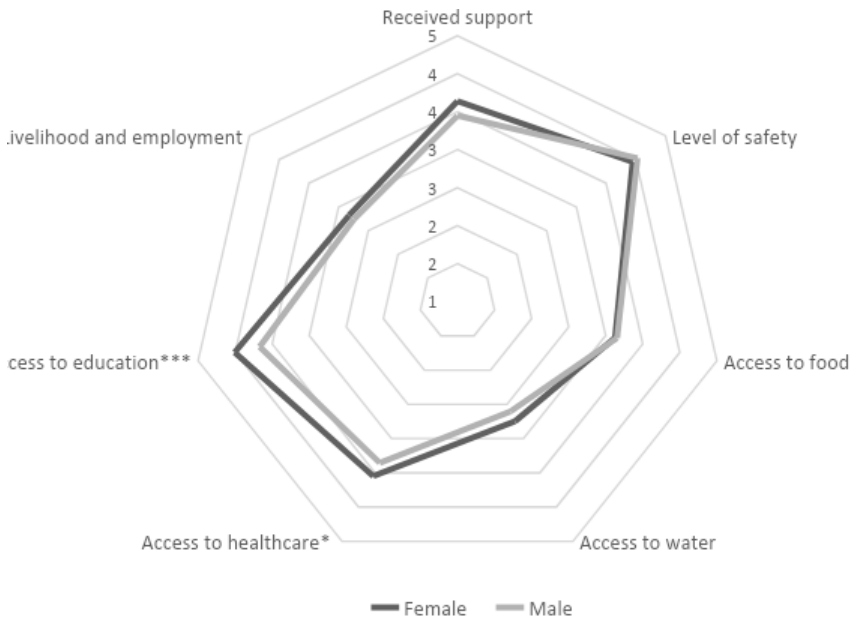 Received support
5
4
4
3
3
2
2
1
.ivelihood and employment
Level of safety
cess to education***
Access to food
Access to healthcare*
Access to water
Female
Male